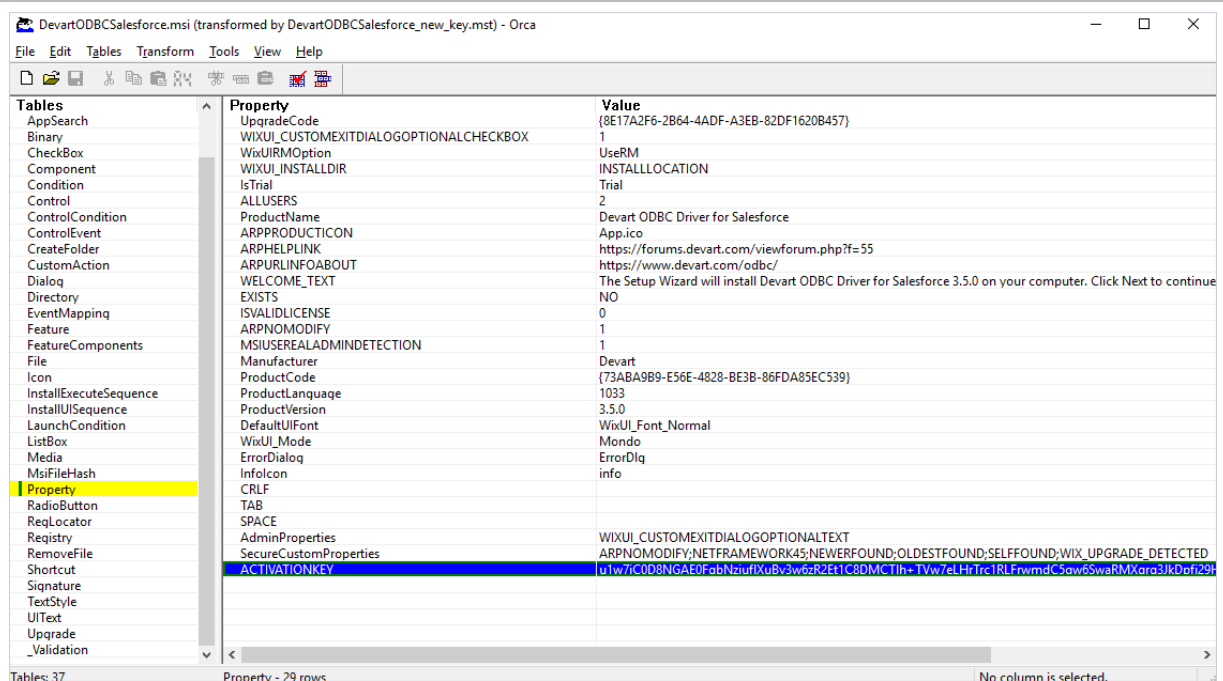 DevartODBCSalesforce.msi (transformed by DevartODBCSalesforce_new_key.mst) - Orca
File Edit Tables Transform Tools View Help
Tables Property Value
AppSearch UpgradeCode {8E17A2F6-2B64-4ADF-A3EB-82DF1620B457}
Binary WIXUI_CUSTOMEXITDIALOGOPTIONALCHECKBOX 1
CheckBox WixUIRMOption UseRM
Component WIXUI_INSTALLDIR INSTALLLOCATION
Condition IsTrial Trial
Control ALLUSERS 2
ControlCondition ProductName Devart ODBC Driver for Salesforce
ControlEvent ARPPRODUCTICON App.ico
CreateFolder ARPHELPLINK https://forums.devart.com/viewforum.php?f=55
CustomAction ARPURLINFOABOUT https://www.devart.com/odbc/
Dialog WELCOME_TEXT The Setup Wizard will install Devart ODBC Driver for Salesforce 3.5.0 on your computer. Click Next to continue
Directory EXISTS NO
EventMapping ISVALIDLICENSE 0
Feature ARPNOMODIFY 1
FeatureComponents MSIUSEREALADMINDETECTION 1
File Manufacturer Devart
Icon ProductCode {73ABA9B9-E56E-4828-BE3B-86FDA85EC539}
InstallExecuteSequence ProductLanguage 1033
InstallUISequence ProductVersion 3.5.0
LaunchCondition DefaultUIFont WixUI_Font_Normal
ListBox WixUI_Mode Mondo
Media ErrorDialog ErrorDlg
MsiFileHash InfoIcon info
Property CRLF
RadioButton TAB
RegLocator SPACE
Registry AdminProperties WIXUI_CUSTOMEXITDIALOGOPTIONALTEXT
RemoveFile SecureCustomProperties ARPNOMODIFY;NETFRAMEWORK45;NEWERFOUND;OLDESTFOUND;SELFFOUND;WIX_UPGRADE_DETECTED
Shortcut ACTIVATIONKEY
Signature
TextStyle
UIText
Upgrade
_Validation
Tables: 37 Property - 29 rows No column is selected.